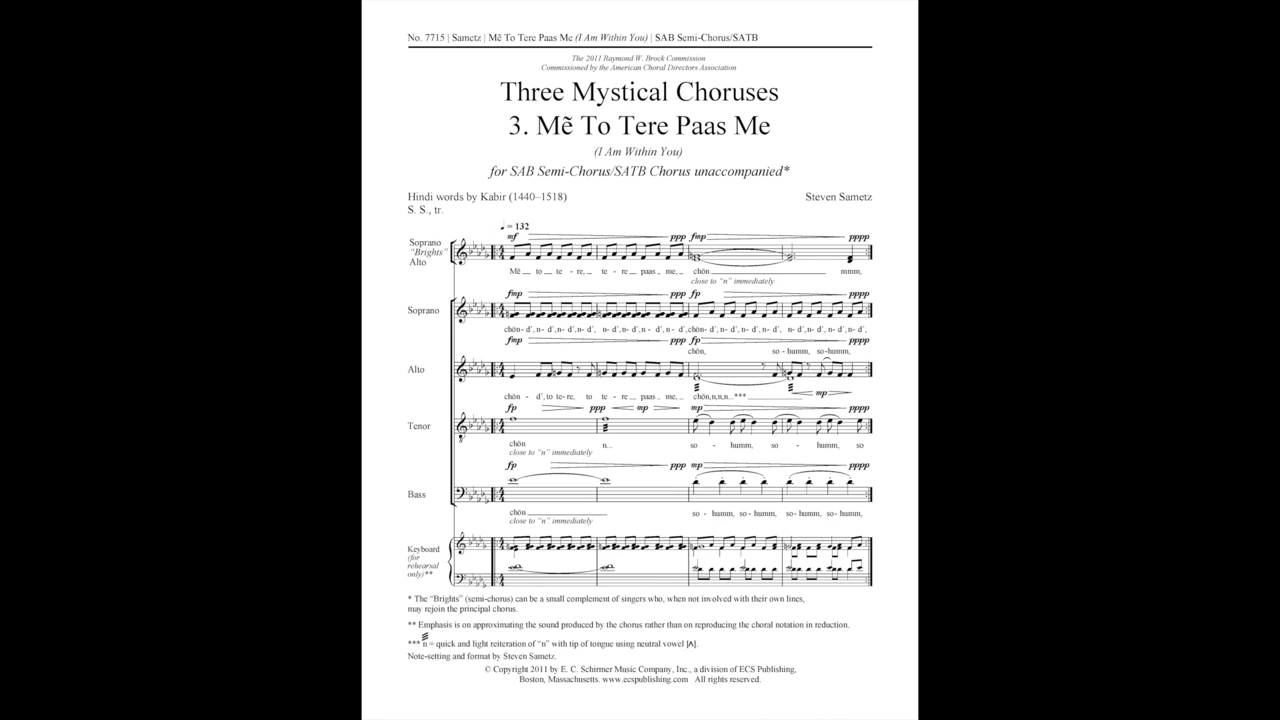 No. 7715 | Sametz | Mẽ To Tere Paas Me (I Am Within You) | SAB Semi-Chorus/SATB
The 2011 Raymond W. Brock Commission
Commissioned by the American Choral Directors Association
Three Mystical Choruses
3. Mẽ To Tere Paas Me
(I Am Within You)
for SAB Semi-Chorus/SATB Chorus unaccompanied*
Hindi words by Kabir (1440–1518)
Steven Sametz
S. S., tr.
♩ = 132
mf ppp fmp pppp
Soprano
"Brights"
Alto
Mẽ to te - re, te - re paas me, chōn mmm,
close to "n" immediately
fmp ppp fp pppp
Soprano
chōn- d', n- d', n- d', n- d', n- d', n- d', n- d', n- d', chōn- d', n- d', n- d', n- d', n- d', n- d', n- d', n- d',
fmp ppp fp pppp
chōn, so - humm, so-humm,
Alto
mp
chōn - d', to te- re, to te - re paas me, chōn,n,n,n...***
fp ppp mp mp pppp
Tenor
chōn n... so - humm, so - humm, so
close to "n" immediately
fp ppp mp pppp
Bass
chōn so - humm, so - humm, so - humm, so - humm,
close to "n" immediately
Keyboard
(for
rehearsal
only)**
* The "Brights" (semi-chorus) can be a small complement of singers who, when not involved with their own lines,
may rejoin the principal chorus.
** Emphasis is on approximating the sound produced by the chorus rather than on reproducing the choral notation in reduction.
*** n = quick and light reiteration of "n" with tip of tongue using neutral vowel [ʌ].
Note-setting and format by Steven Sametz.
© Copyright 2011 by E. C. Schirmer Music Company, Inc., a division of ECS Publishing,
Boston, Massachusetts. www.ecspublishing.com All rights reserved.